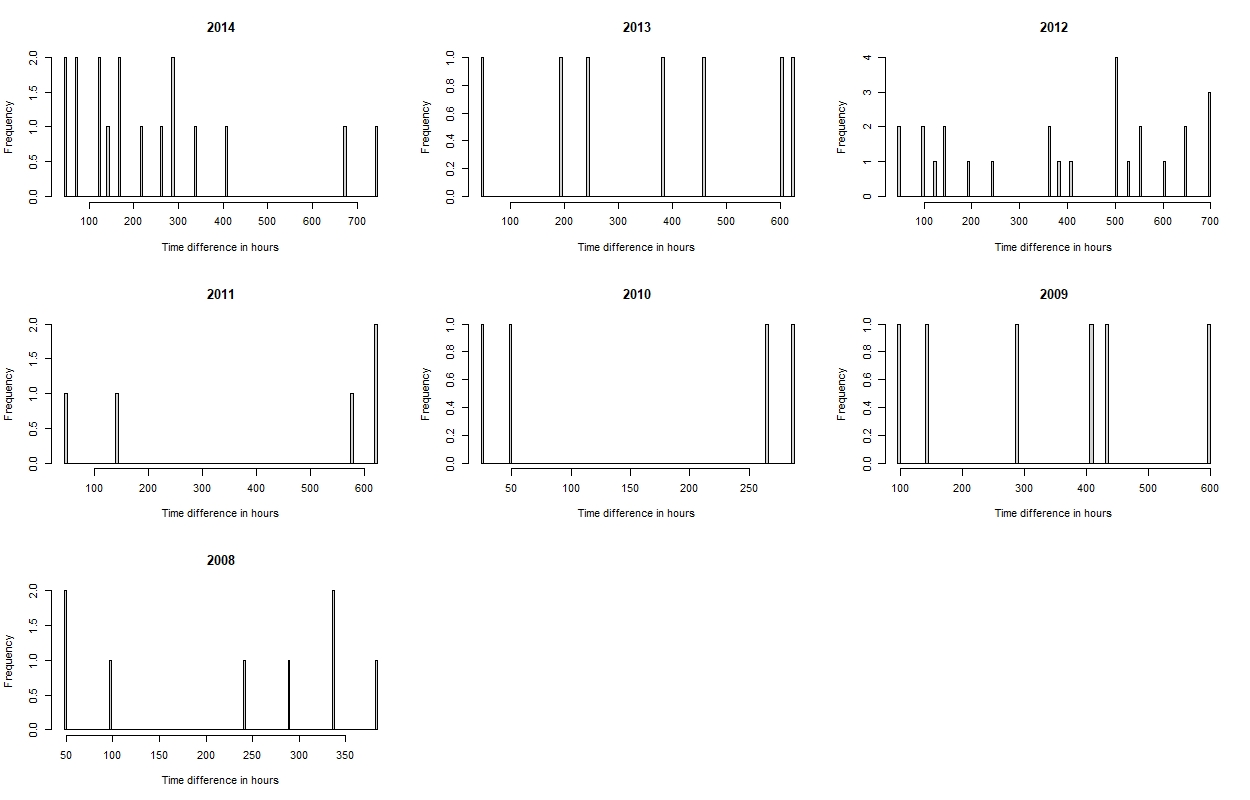 2014
Frequency
0.0 0.5 1.0 1.5 2.0
100 200 300 400 500 600 700
Time difference in hours
2013
Frequency
0.0 0.2 0.4 0.6 0.8 1.0
100 200 300 400 500 600
Time difference in hours
2012
Frequency
0 1 2 3 4
100 200 300 400 500 600 700
Time difference in hours
2011
Frequency
0.0 0.5 1.0 1.5 2.0
100 200 300 400 500 600
Time difference in hours
2010
Frequency
0.0 0.2 0.4 0.6 0.8 1.0
50 100 150 200 250
Time difference in hours
2009
Frequency
0.0 0.2 0.4 0.6 0.8 1.0
100 200 300 400 500 600
Time difference in hours
2008
Frequency
0.0 0.5 1.0 1.5 2.0
50 100 150 200 250 300 350
Time difference in hours